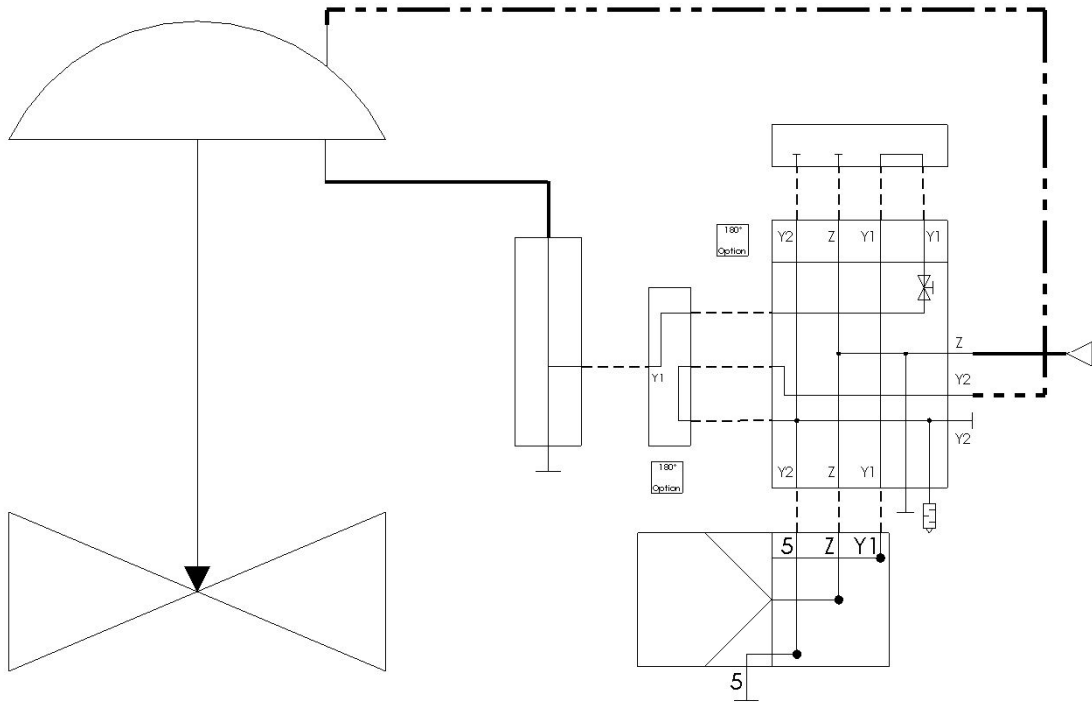 180°
Option
Y2 Z Y1 Y1
Z
Y1
Y2
Y2
180°
Option
Y2 Z Y1
5 Z Y1
5